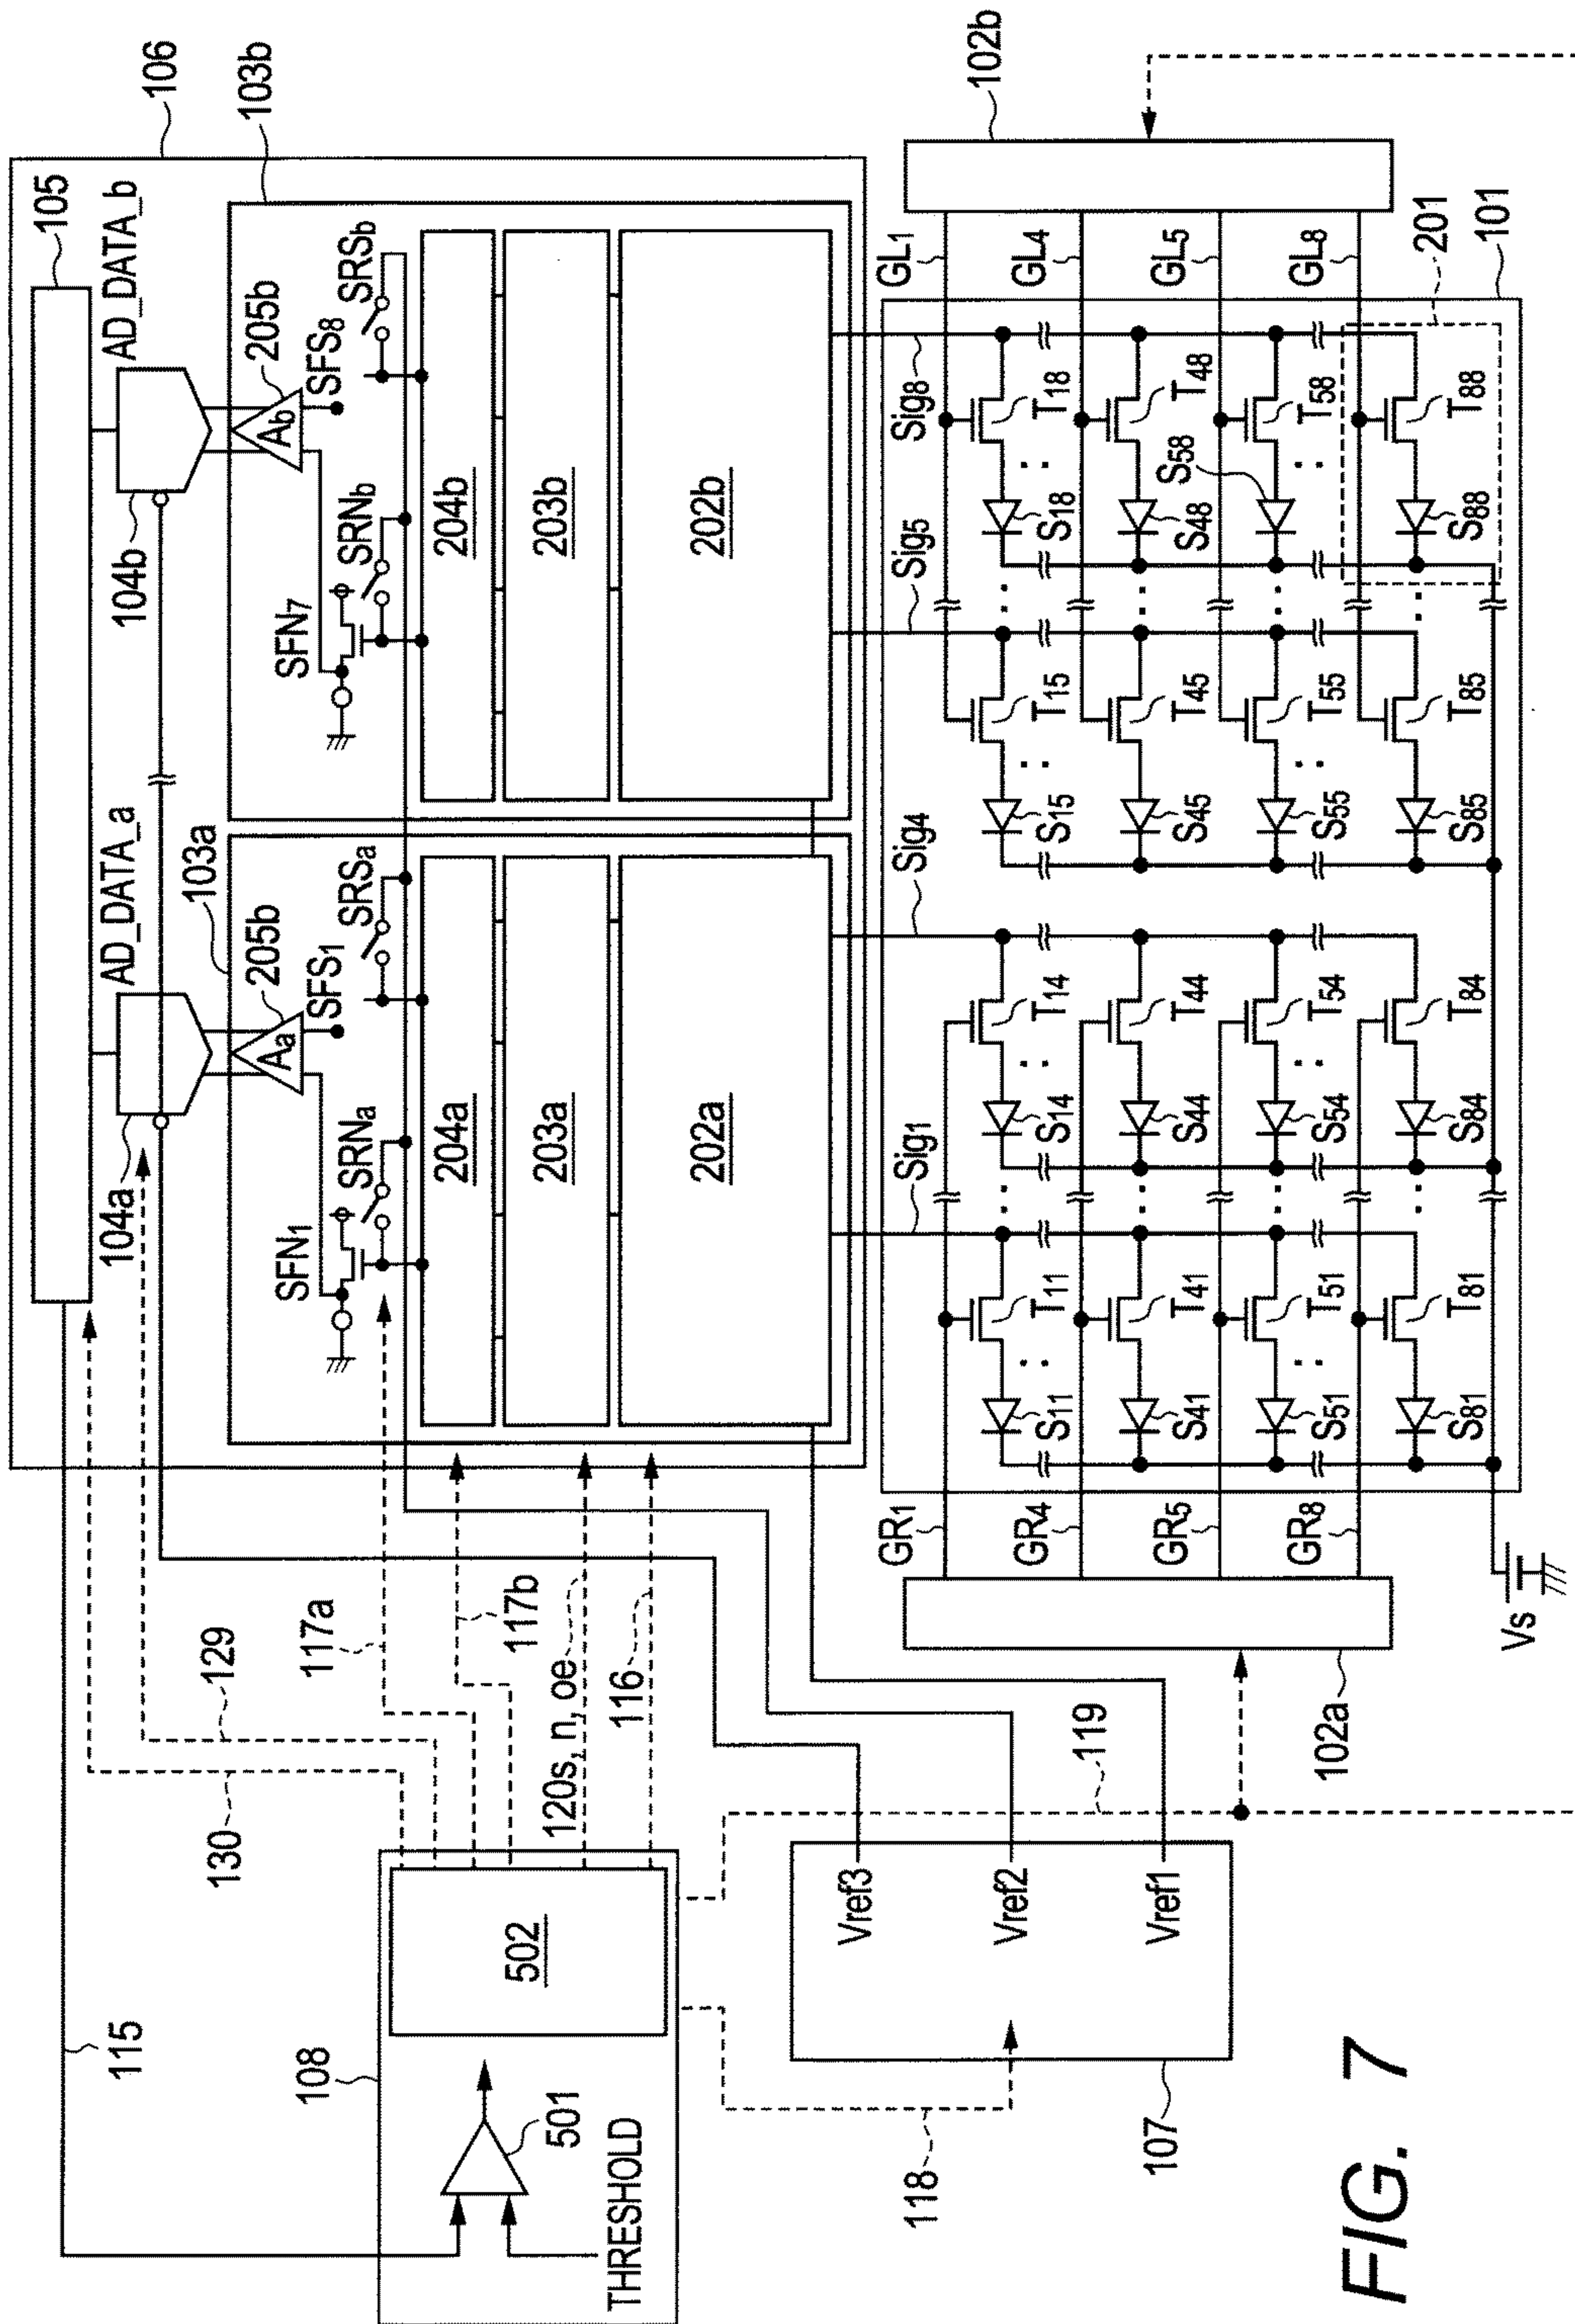 106
103b
105
AD_DATA_b
205b
SFS8
SRSb
Ab
104b
SFN7
SRNb
204b
203b
202b
AD_DATA_a
103a
205b
SFS1
SRSa
Aa
104a
SFN1
SRNa
204a
203a
202a
102b
GL1
GL4
GL5
GL8
201
101
Sig8
T18
T48
T58
T88
S58
S18
S48
S88
Sig5
T15
T45
T55
T85
S15
S45
S55
S85
Sig4
T14
T44
T54
T84
S14
S44
S54
S84
Sig1
T11
T41
T51
T81
S11
S41
S51
S81
GR1
GR4
GR5
GR8
Vs
102a
117a
117b
120s, n, oe
116
129
130
119
115
108
502
501
THRESHOLD
Vref3
Vref2
Vref1
118
107
FIG. 7